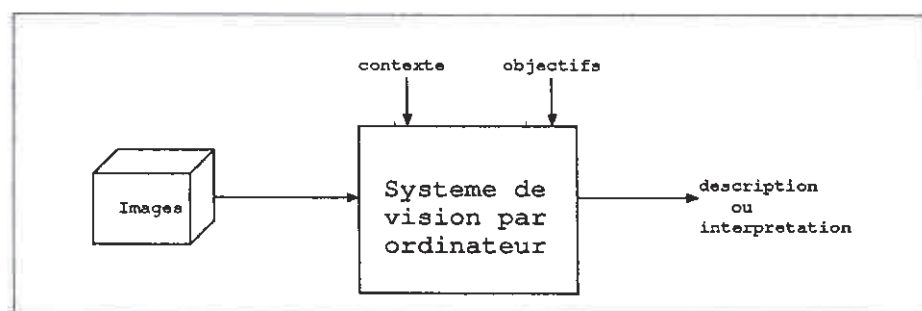 contexte
objectifs
Images
Systeme de
vision par
ordinateur
description
ou
interpretation